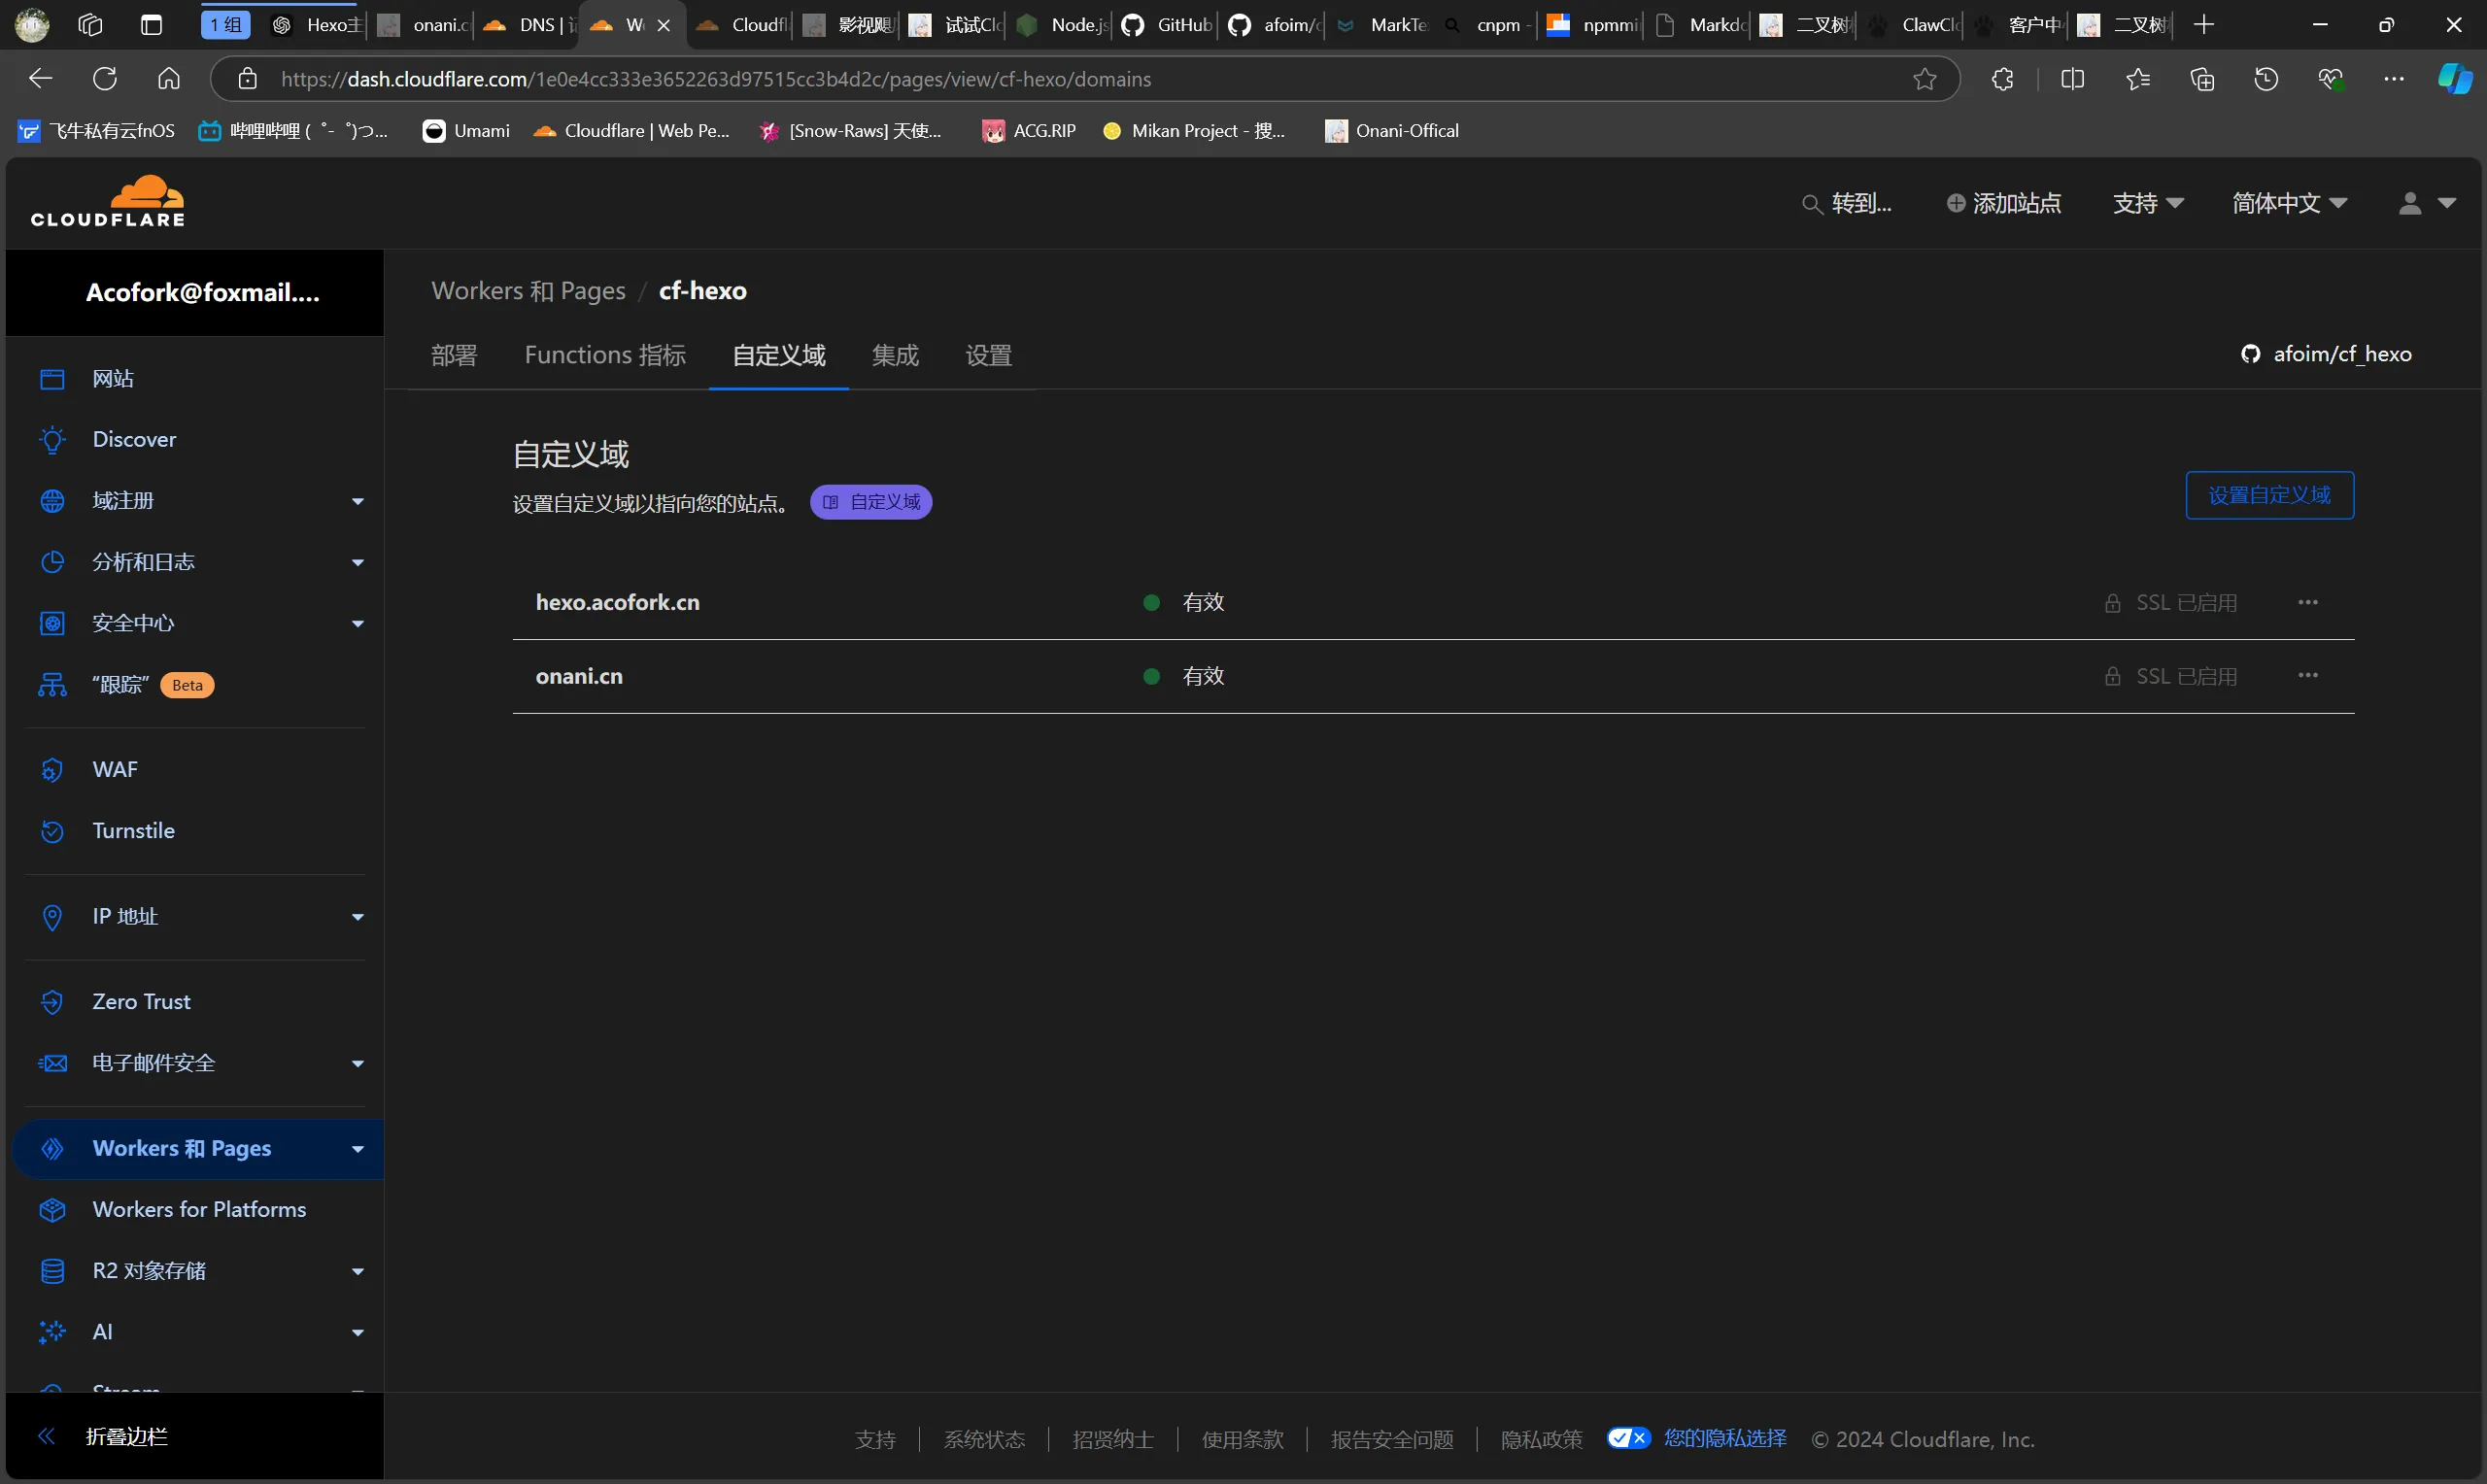 1 组
Hexo主
onani.c
DNS | 记
W
Cloudfl
影视飓
试试Clo
Node.js
GitHub
afoim/c
MarkTe
cnpm -
npmmi
Markdo
二叉树
ClawClo
客户中
二叉树
https://dash.cloudflare.com/1e0e4cc333e3652263d97515cc3b4d2c/pages/view/cf-hexo/domains
飞牛私有云fnOS
哔哩哔哩 ( ゜- ゜)つ...
Umami
Cloudflare | Web Pe...
[Snow-Raws] 天使...
ACG.RIP
Mikan Project - 搜...
Onani-Offical
CLOUDFLARE
转到...
添加站点
支持
简体中文
Acofork@foxmail....
Workers 和 Pages / cf-hexo
部署
Functions 指标
自定义域
集成
设置
afoim/cf_hexo
网站
Discover
域注册
分析和日志
安全中心
“跟踪” Beta
WAF
Turnstile
IP 地址
Zero Trust
电子邮件安全
Workers 和 Pages
Workers for Platforms
R2 对象存储
AI
Stream
折叠边栏
自定义域
设置自定义域以指向您的站点。 自定义域
设置自定义域
hexo.acofork.cn 有效 SSL 已启用 ···
onani.cn 有效 SSL 已启用 ···
支持
系统状态
招贤纳士
使用条款
报告安全问题
隐私政策
您的隐私选择
© 2024 Cloudflare, Inc.